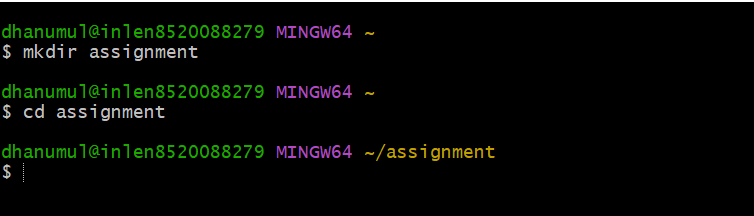 dhanumul@inlen8520088279 MINGW64 ~
$ mkdir assignment
dhanumul@inlen8520088279 MINGW64 ~
$ cd assignment
dhanumul@inlen8520088279 MINGW64 ~/assignment
$